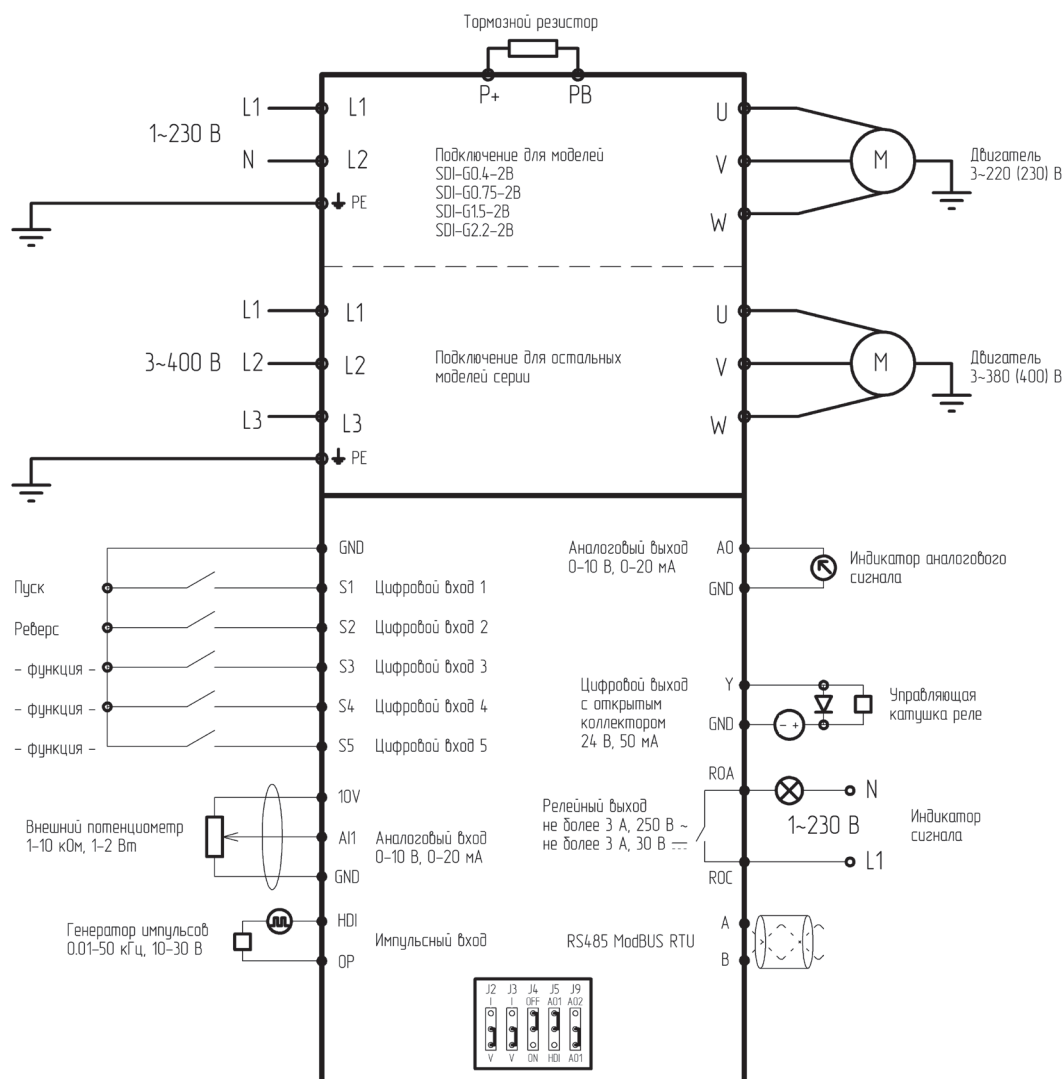 Тормозной резистор
P+ PB
L1 L1 U
1~230 В
N L2 V M
PE
W
Подключение для моделей
SDI-G0.4-2B
SDI-G0.75-2B
SDI-G1.5-2B
SDI-G2.2-2B
Двигатель
3~220 (230) В
L1 L1 U
3~400 В L2 L2 V M
L3 L3 W
PE
Подключение для остальных
моделей серии
Двигатель
3~380 (400) В
GND
Пуск S1 Цифровой вход 1
Реверс S2 Цифровой вход 2
- функция - S3 Цифровой вход 3
- функция - S4 Цифровой вход 4
- функция - S5 Цифровой вход 5
10V
Внешний потенциометр
1-10 кОм, 1-2 Вт
AI1 Аналоговый вход
0-10 В, 0-20 мА
GND
Генератор импульсов
0.01-50 кГц, 10-30 В
HDI
Импульсный вход
OP
Аналоговый выход
0-10 В, 0-20 мА
AO
GND
Индикатор аналогового
сигнала
Цифровой выход
с открытым
коллектором
24 В, 50 мА
Y
GND
- +
Управляющая
катушка реле
ROA
Релейный выход
не более 3 А, 250 В ~
не более 3 А, 30 В
ROC
N
1~230 В
L1
Индикатор
сигнала
RS485 ModBUS RTU
A
B
J2 J3 J4 J5 J9
I I OFF AO1 AO2
V V ON HDI AO1